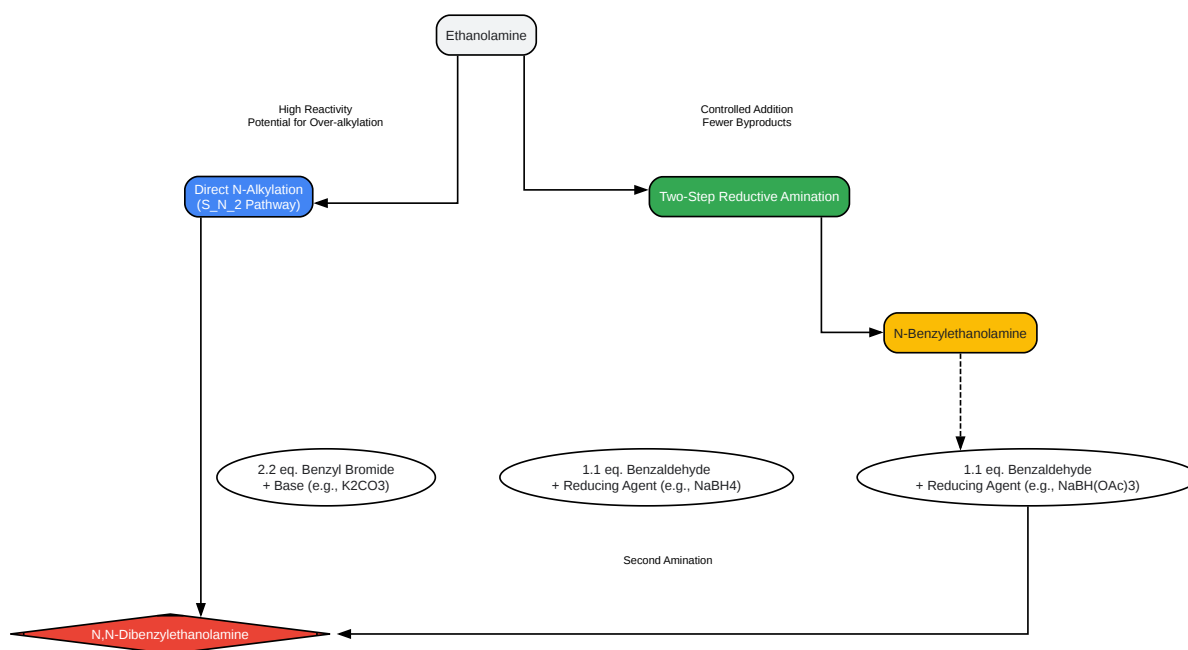 Ethanolamine
High Reactivity
Potential for Over-alkylation
Controlled Addition
Fewer Byproducts
Direct N-Alkylation
(S_N_2 Pathway)
Two-Step Reductive Amination
N-Benzylethanolamine
2.2 eq. Benzyl Bromide
+ Base (e.g., K2CO3)
1.1 eq. Benzaldehyde
+ Reducing Agent (e.g., NaBH4)
1.1 eq. Benzaldehyde
+ Reducing Agent (e.g., NaBH(OAc)3)
Second Amination
N,N-Dibenzylethanolamine